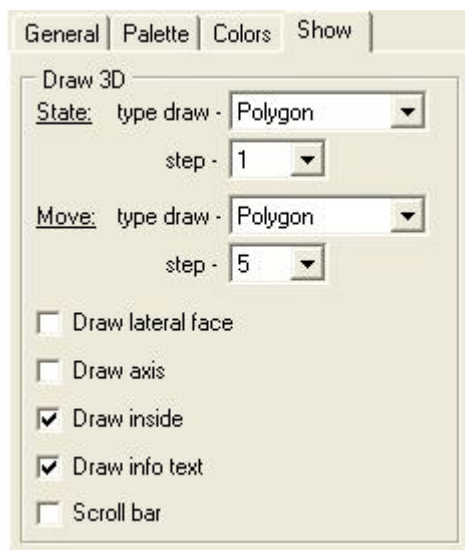 General Palette Colors Show
Draw 3D
State: type draw - Polygon
step - 1
Move: type draw - Polygon
step - 5
Draw lateral face
Draw axis
Draw inside
Draw info text
Scroll bar